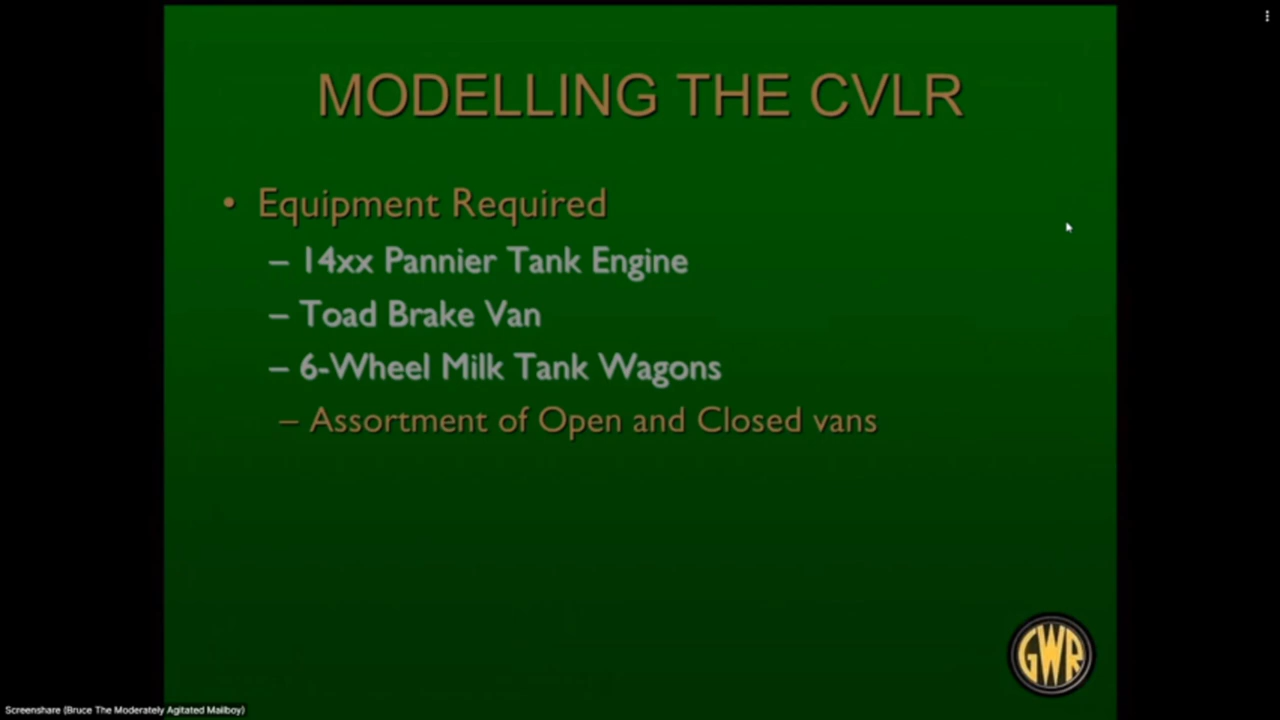 MODELLING THE CVLR
• Equipment Required
– 14xx Pannier Tank Engine
– Toad Brake Van
– 6-Wheel Milk Tank Wagons
– Assortment of Open and Closed vans
GWR
Screenshare (Bruce The Moderately Agitated Mailboy)